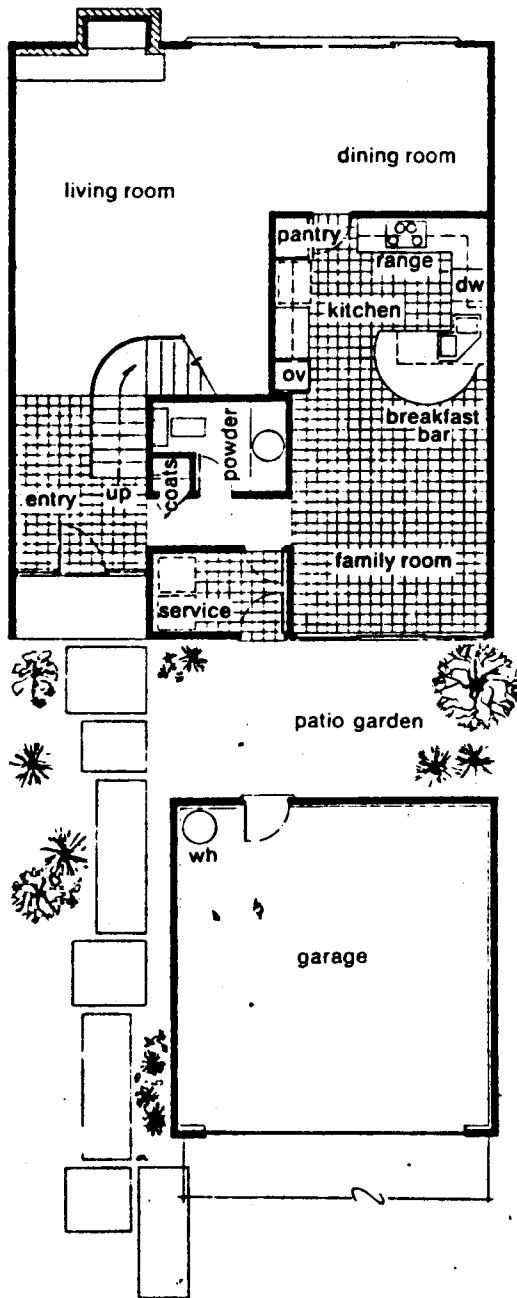 dining room
living room
pantry
range
dw
kitchen
ov
breakfast
bar
powder
coats
up
entry
family room
service
patio garden
wh
garage